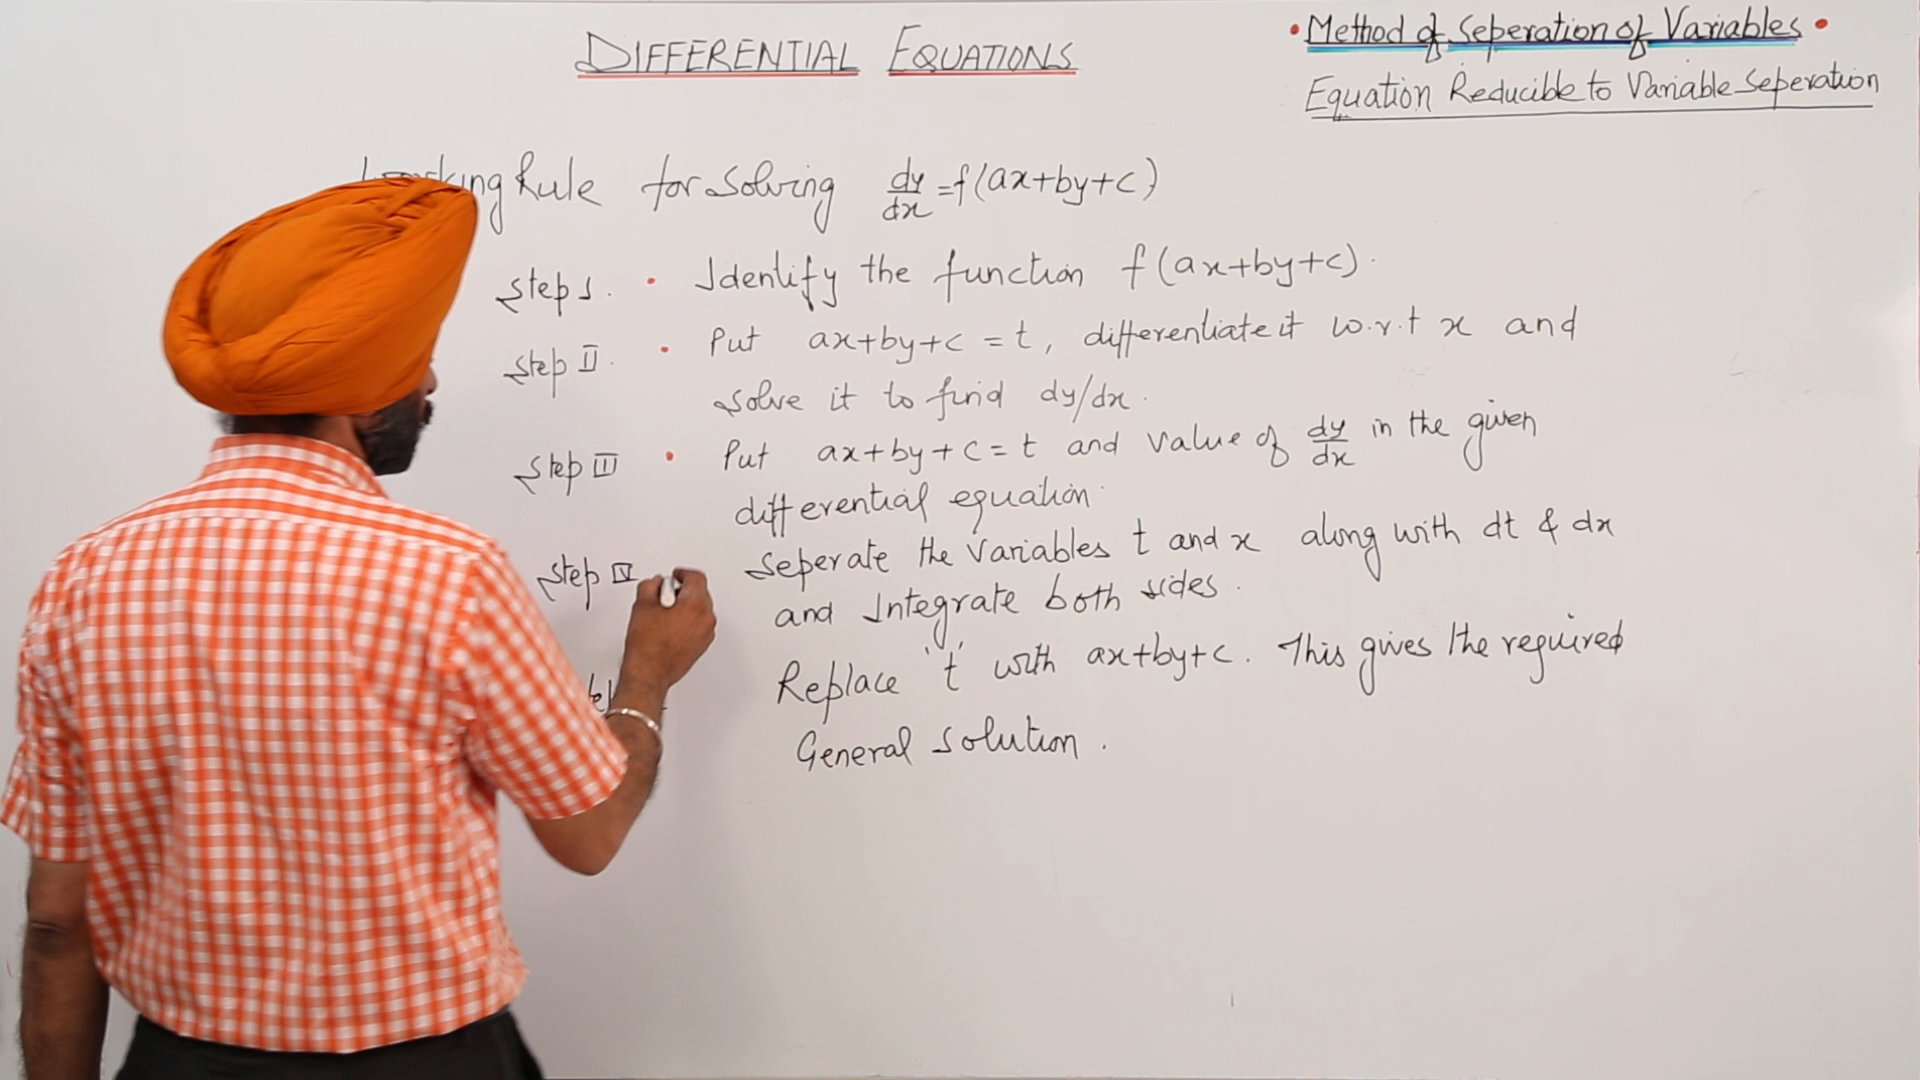 DIFFERENTIAL EQUATIONS
• Method of Seperation of Variables •
Equation Reducible to Variable Seperation
Rule for Solving dy/dx = f(ax+by+c)
Step I. • Identify the function f(ax+by+c).
Step II. • Put ax+by+c = t, differentiate it w.r.t x and
solve it to find dy/dx.
Step III • Put ax+by+c = t and value of dy/dx in the given
differential equation.
Step IV Seperate the variables t and x along with dt & dx
and Integrate both sides.
Replace 't' with ax+by+c. This gives the required
General solution.